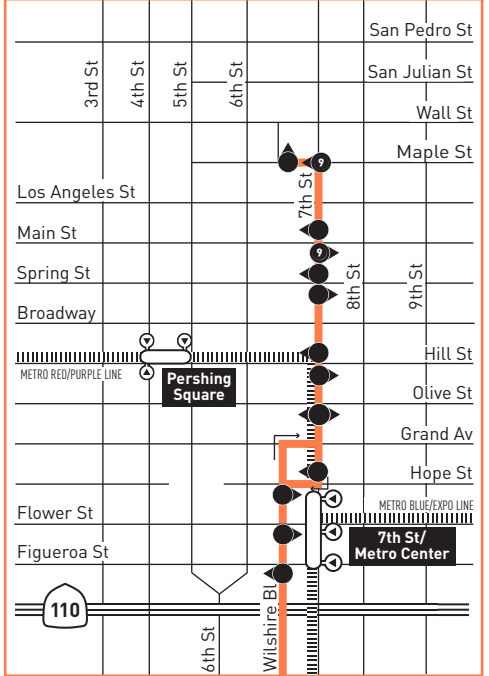 San Pedro St
3rd St
4th St
5th St
6th St
San Julian St
Wall St
Maple St
9
7th St
Los Angeles St
Main St
9
Spring St
8th St
9th St
Broadway
Hill St
METRO RED/PURPLE LINE
Pershing
Square
Olive St
Grand Av
Hope St
METRO BLUE/EXPO LINE
Flower St
7th St/
Metro Center
Figueroa St
110
6th St
Wilshire Bl